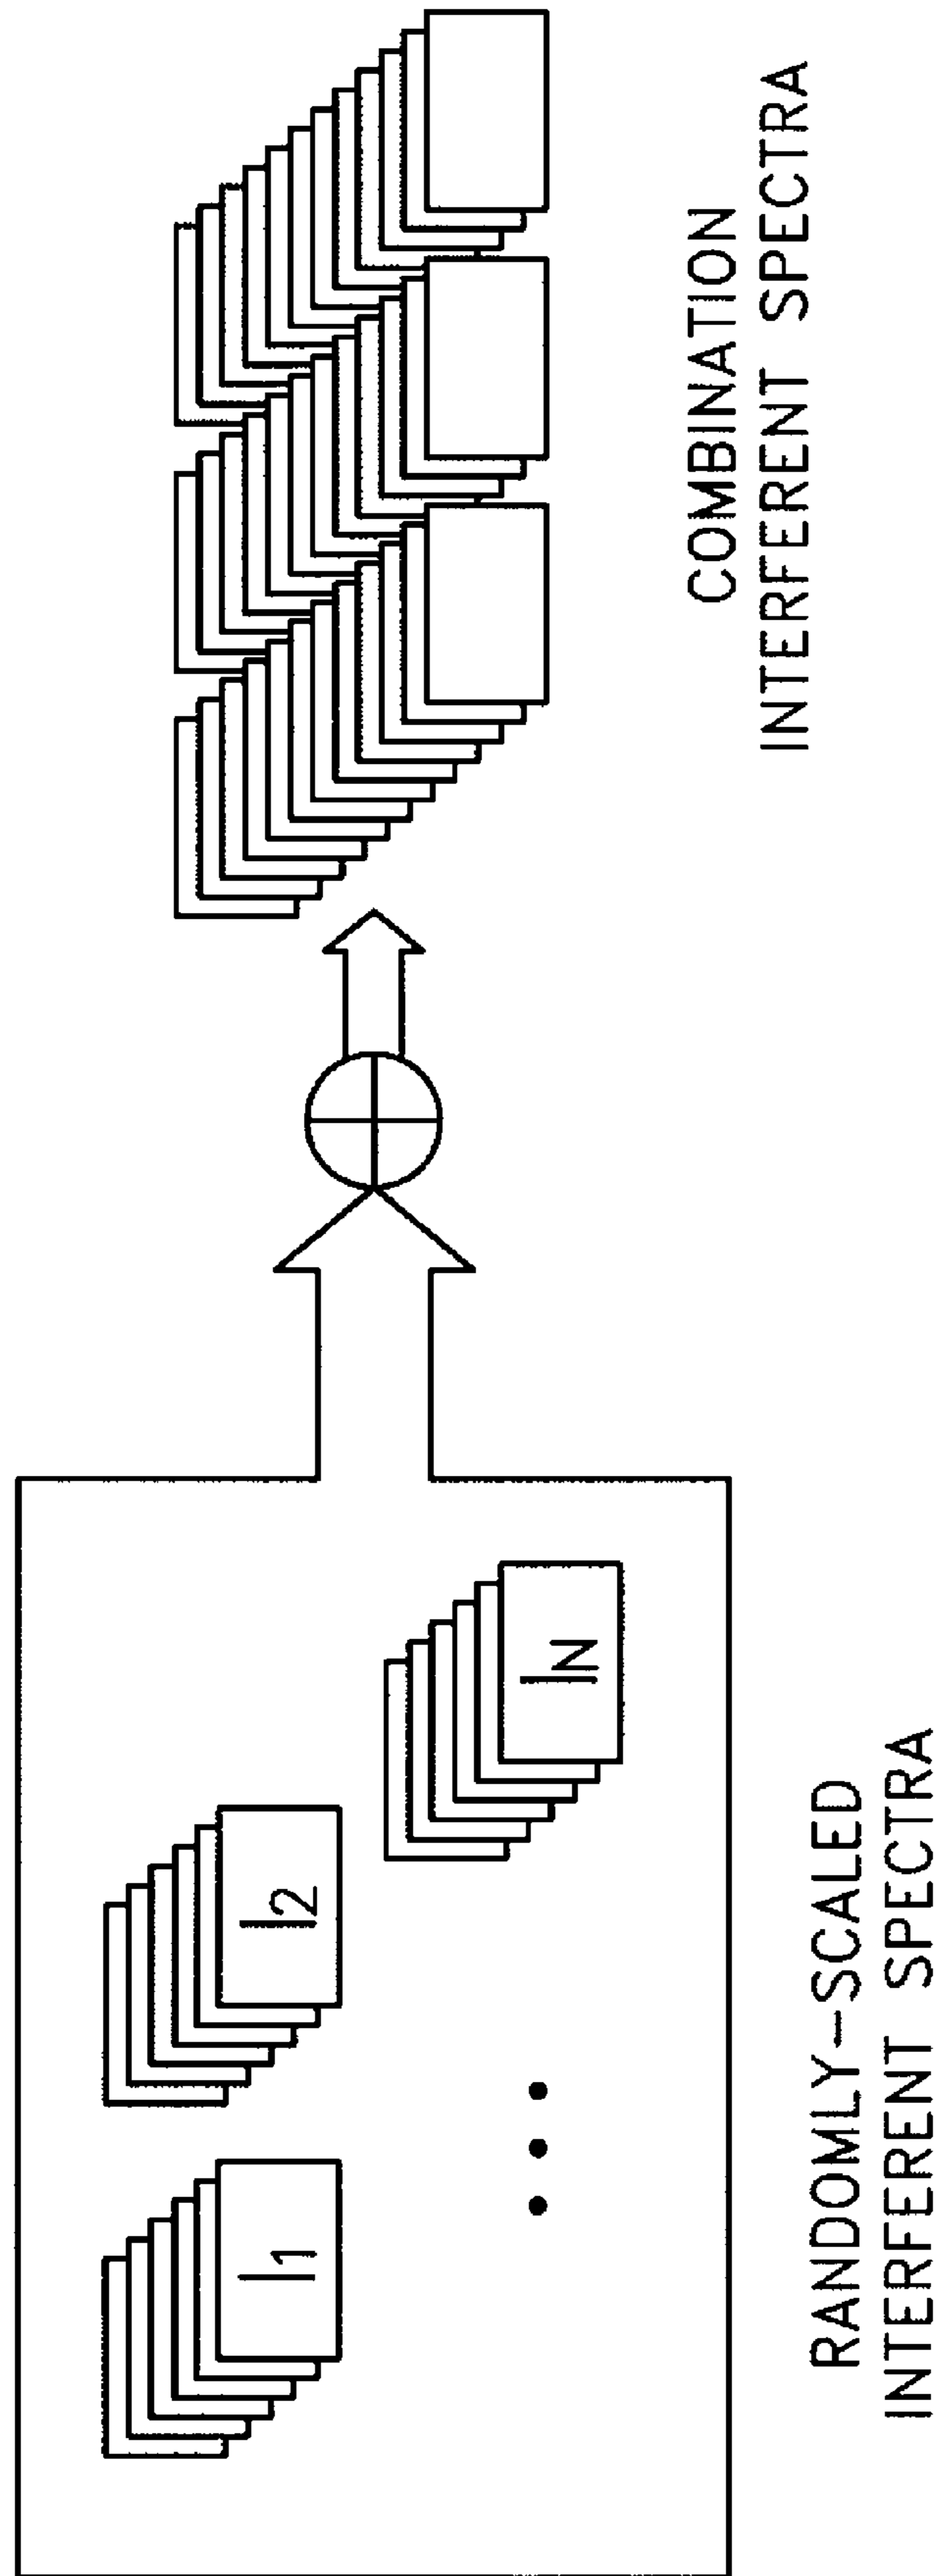 I1
I2
IN
RANDOMLY-SCALED
INTERFERENT SPECTRA
COMBINATION
INTERFERENT SPECTRA